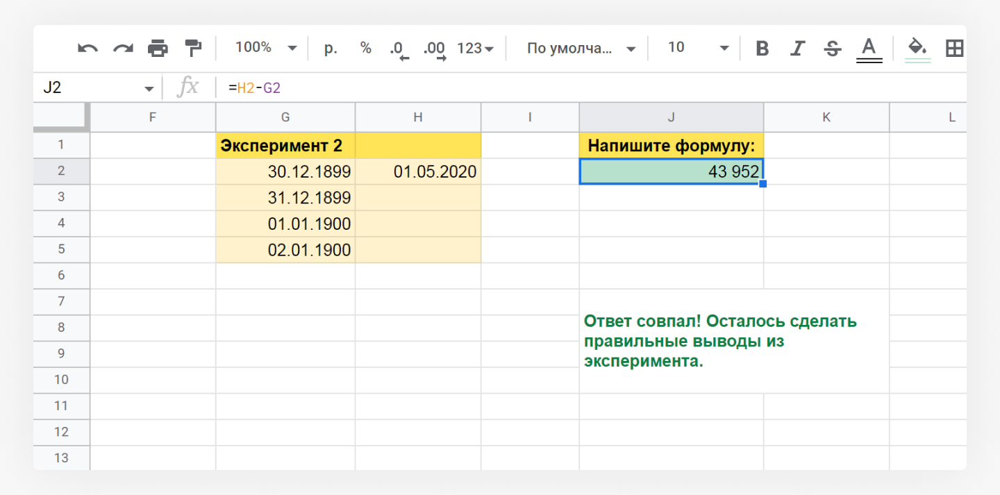 100% р. % .0 .00 123 По умолча... 10 B I S A
J2 fx =H2-G2
F G H I J K L
1 Эксперимент 2 Напишите формулу:
2 30.12.1899 01.05.2020 43 952
3 31.12.1899
4 01.01.1900
5 02.01.1900
6
7
8 Ответ совпал! Осталось сделать
9 правильные выводы из
10 эксперимента.
11
12
13